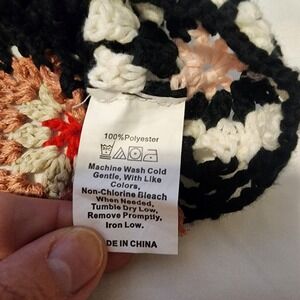 100%Polyester
Machine Wash Cold
Gentle, With Like
Colors,
Non-Chlorine Bleach
When Needed,
Tumble Dry Low,
Remove Promptly,
Iron Low.
DE IN CHINA